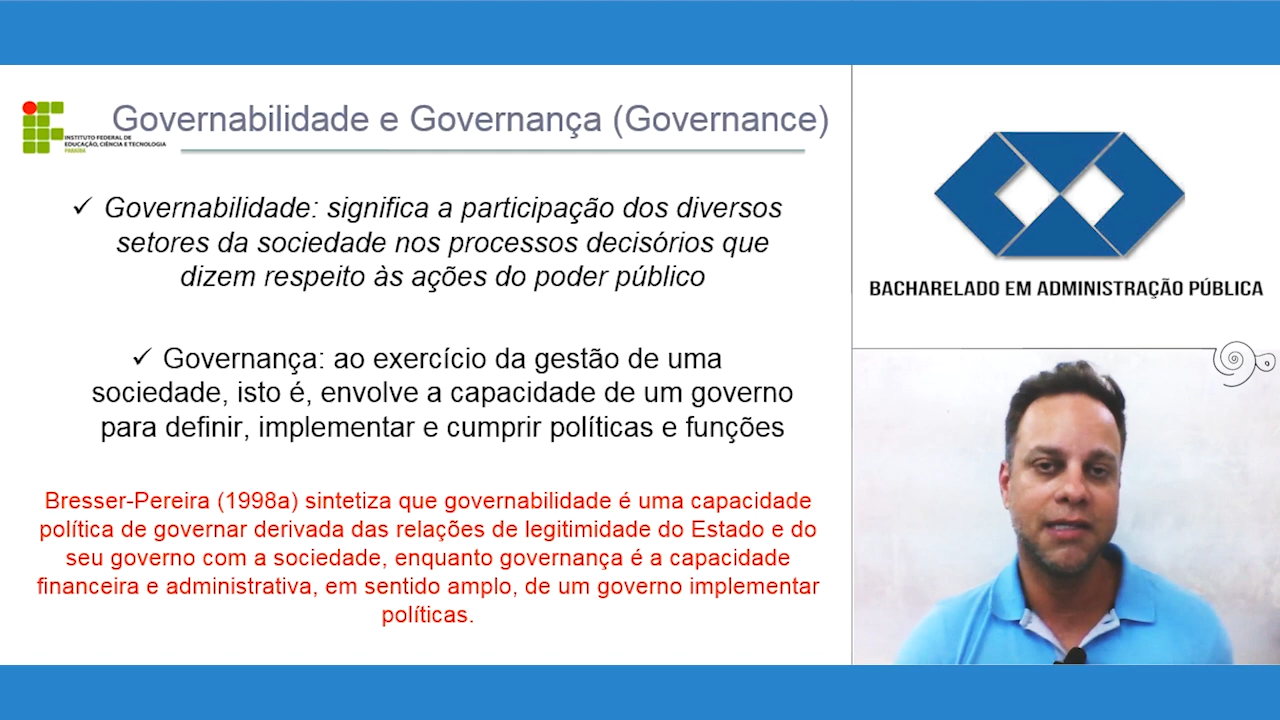 Governabilidade e Governança (Governance)
INSTITUTO FEDERAL DE
EDUCAÇÃO, CIÊNCIA E TECNOLOGIA
PARAÍBA
✓ Governabilidade: significa a participação dos diversos
setores da sociedade nos processos decisórios que
dizem respeito às ações do poder público
✓ Governança: ao exercício da gestão de uma
sociedade, isto é, envolve a capacidade de um governo
para definir, implementar e cumprir políticas e funções
Bresser-Pereira (1998a) sintetiza que governabilidade é uma capacidade
política de governar derivada das relações de legitimidade do Estado e do
seu governo com a sociedade, enquanto governança é a capacidade
financeira e administrativa, em sentido amplo, de um governo implementar
políticas.
BACHARELADO EM ADMINISTRAÇÃO PÚBLICA